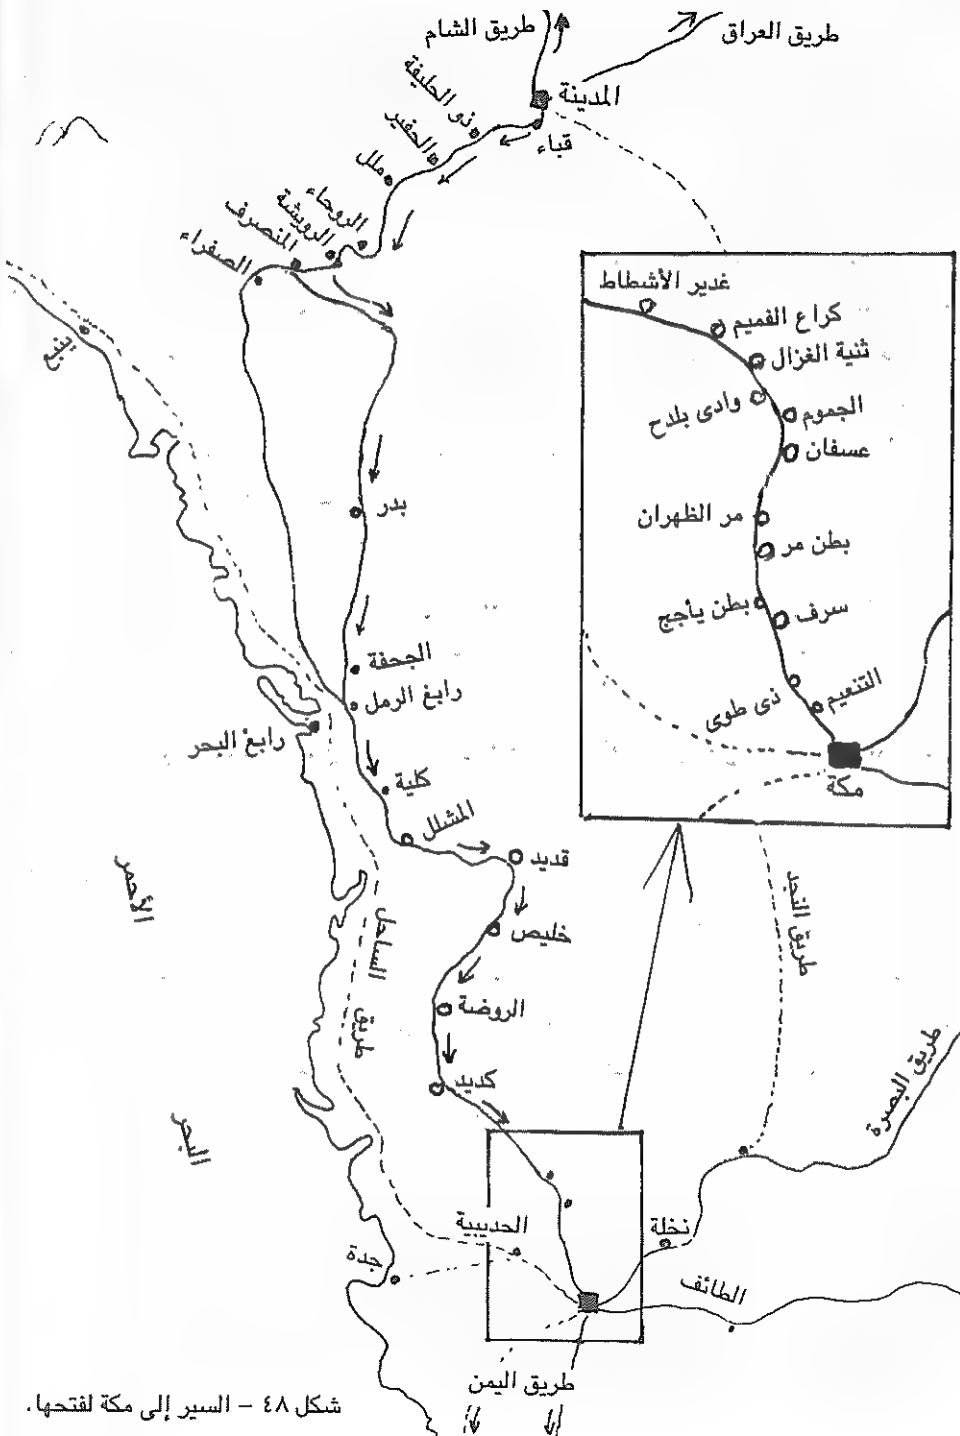 طريق الشام
طريق العراق
المدينة
قباء
ذو الحليفة
الحفير
ملل
الروحاء
الرويشة
المنصرف
الصفراء
ينبع
بدر
الجحفة
رابغ الرمل
رابغ البحر
كلية
المشلل
قديد
خليص
الروضة
كديد
غدير الأشطاط
كراع الغميم
ثنية الغزال
وادى بلدح
الجموم
عسفان
مر الظهران
بطن مر
بطن يأجج
سرف
ذى طوى
التنعيم
مكة
طريق النجد
طريق البصرة
طريق الساحل
البحر الأحمر
الحديبية
جدة
نخلة
الطائف
طريق اليمن
شكل ٤٨ – السير إلى مكة لفتحها.